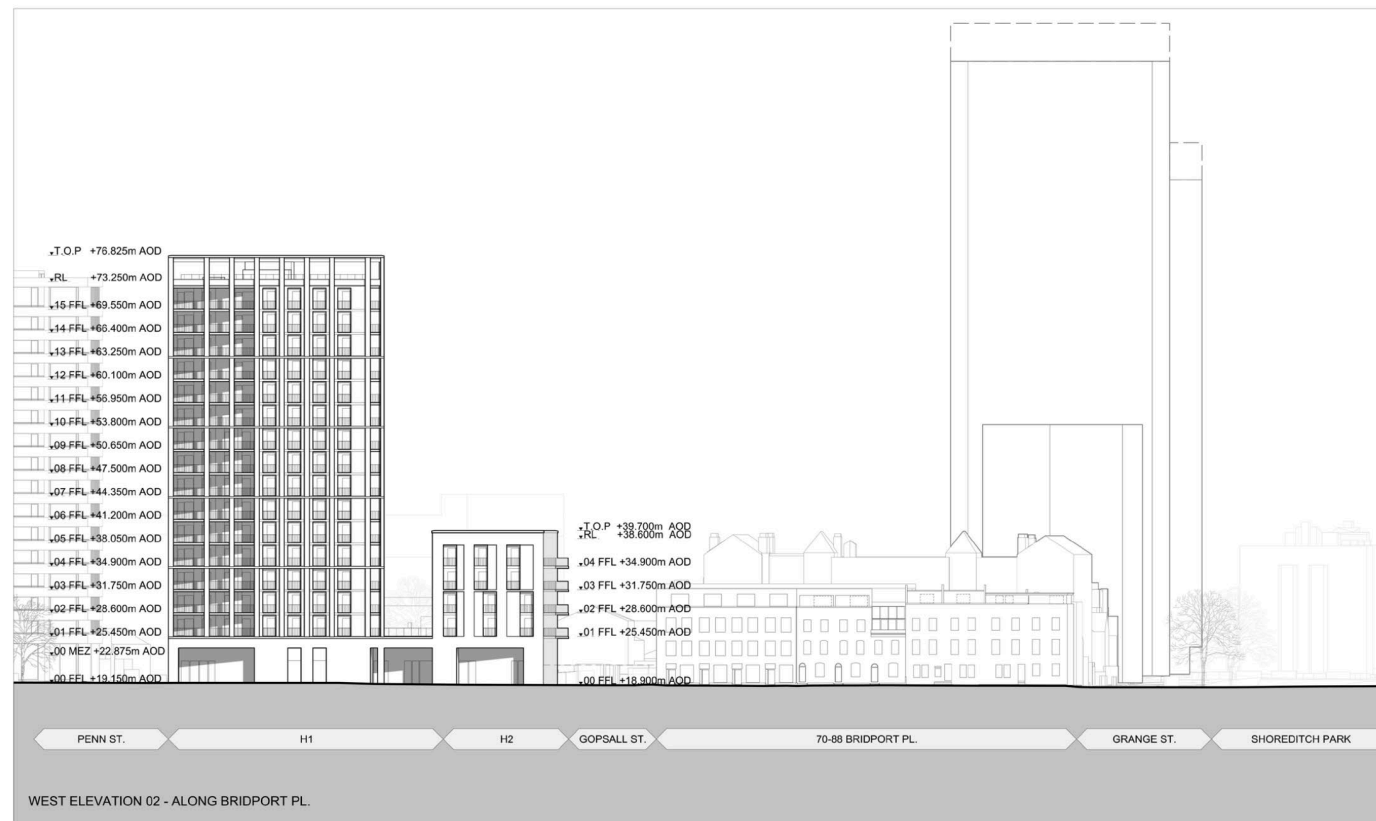 T.O.P +76.825m AOD
RL +73.250m AOD
15 FFL +69.550m AOD
14 FFL +66.400m AOD
13 FFL +63.250m AOD
12 FFL +60.100m AOD
11 FFL +56.950m AOD
10 FFL +53.800m AOD
09 FFL +50.650m AOD
08 FFL +47.500m AOD
07 FFL +44.350m AOD
06 FFL +41.200m AOD
05 FFL +38.050m AOD
04 FFL +34.900m AOD
03 FFL +31.750m AOD
02 FFL +28.600m AOD
01 FFL +25.450m AOD
00 MEZ +22.875m AOD
00 FFL +19.150m AOD
T.O.P +39.700m AOD
RL +38.600m AOD
04 FFL +34.900m AOD
03 FFL +31.750m AOD
02 FFL +28.600m AOD
01 FFL +25.450m AOD
00 FFL +18.900m AOD
PENN ST.
H1
H2
GOPSALL ST.
70-88 BRIDPORT PL.
GRANGE ST.
SHOREDITCH PARK
WEST ELEVATION 02 - ALONG BRIDPORT PL.